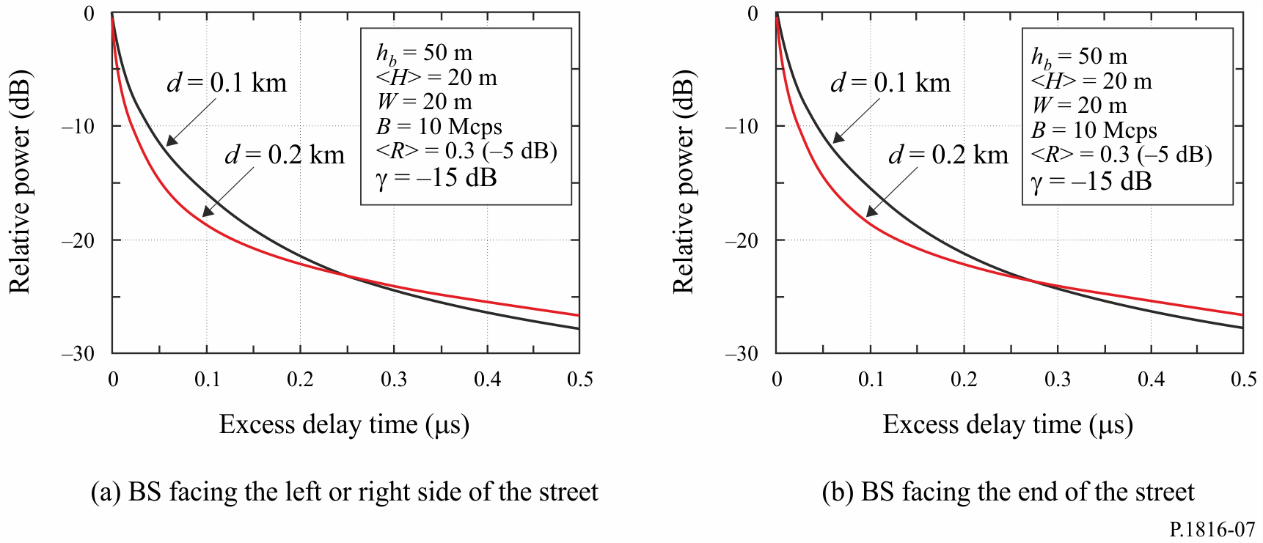 0
–10
–20
–30
Relative power (dB)
d = 0.1 km
d = 0.2 km
h_b = 50 m
<H> = 20 m
W = 20 m
B = 10 Mcps
<R> = 0.3 (–5 dB)
γ = –15 dB
0 0.1 0.2 0.3 0.4 0.5
Excess delay time (μs)
(a) BS facing the left or right side of the street
0
–10
–20
–30
Relative power (dB)
d = 0.1 km
d = 0.2 km
h_b = 50 m
<H> = 20 m
W = 20 m
B = 10 Mcps
<R> = 0.3 (–5 dB)
γ = –15 dB
0 0.1 0.2 0.3 0.4 0.5
Excess delay time (μs)
(b) BS facing the end of the street
P.1816-07